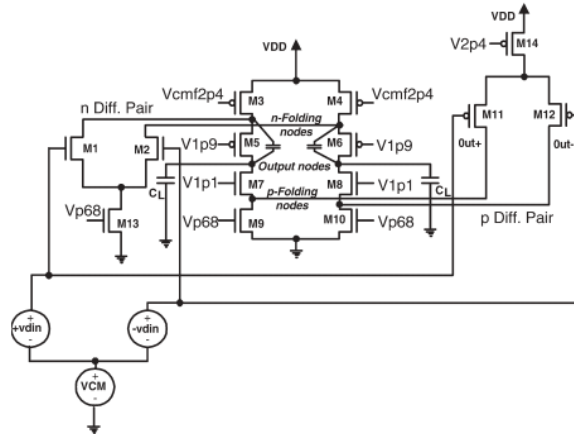 VDD
V2p4
M14
VDD
Vcmf2p4
M3
M4
Vcmf2p4
n Diff. Pair
n-Folding
nodes
M11
M12
M1
M2
V1p9
M5
M6
V1p9
0ut+
0ut-
Output nodes
CL
V1p1
M7
M8
V1p1
CL
p-Folding
nodes
p Diff. Pair
Vp68
M13
Vp68
M9
M10
Vp68
+vdin
+
-
-vdin
+
-
VCM
+
-